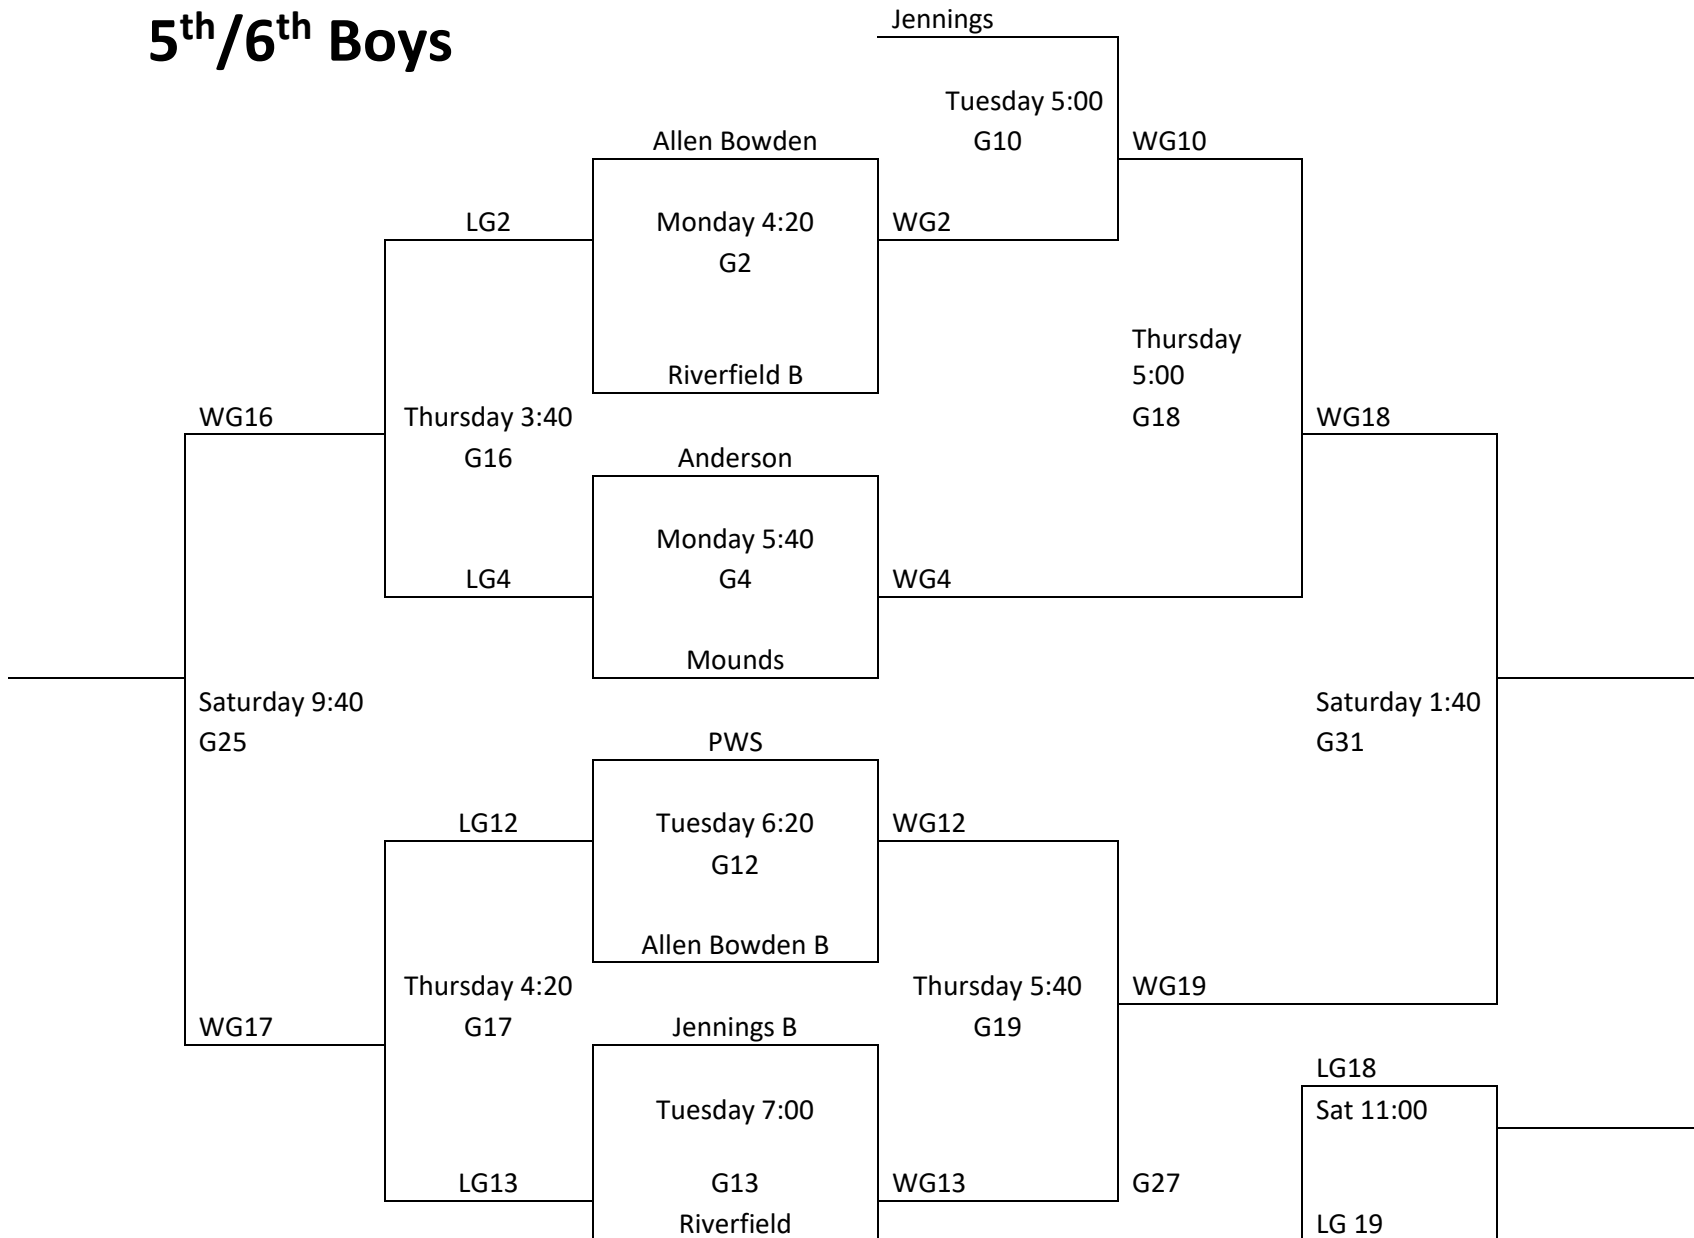 5th/6th Boys
Jennings
Tuesday 5:00
Allen Bowden
G10
WG10
LG2
Monday 4:20
WG2
G2
Thursday
5:00
Riverfield B
WG16
Thursday 3:40
G18
WG18
G16
Anderson
Monday 5:40
LG4
G4
WG4
Mounds
Saturday 9:40
Saturday 1:40
G25
PWS
G31
LG12
Tuesday 6:20
WG12
G12
Allen Bowden B
Thursday 4:20
Thursday 5:40
WG19
WG17
G17
Jennings B
G19
LG18
Tuesday 7:00
Sat 11:00
LG13
G13
WG13
G27
Riverfield
LG 19